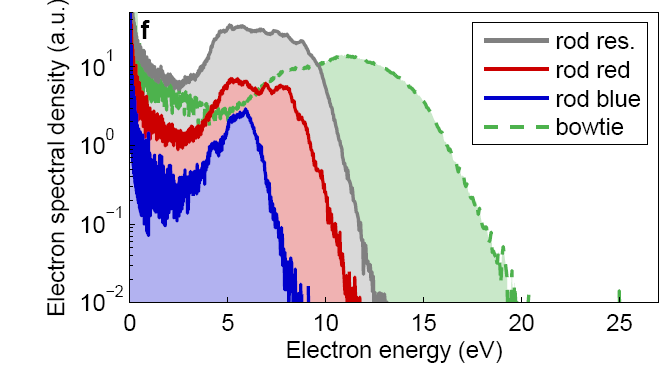 f
rod res.
rod red
rod blue
bowtie
Electron spectral density (a.u.)
10¹
10⁰
10⁻¹
10⁻²
0 5 10 15 20 25
Electron energy (eV)